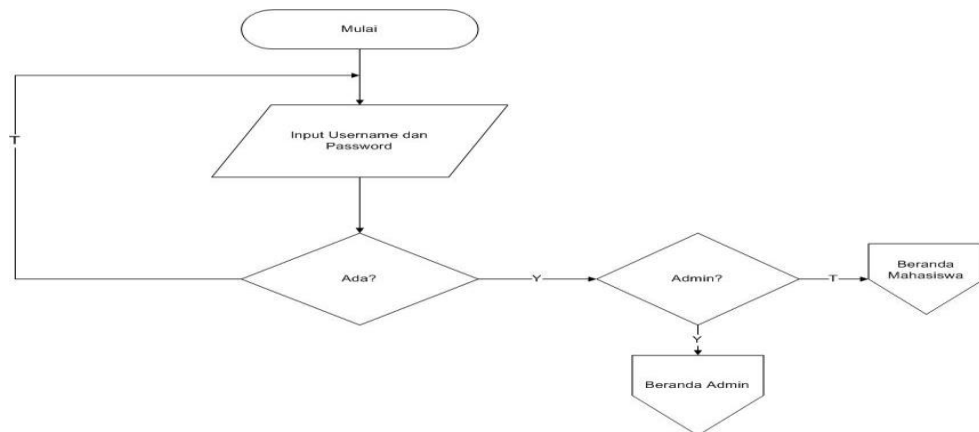 Mulai
T
Input Username dan
Password
Ada?
Y
Admin?
T
Beranda
Mahasiswa
Y
Beranda Admin